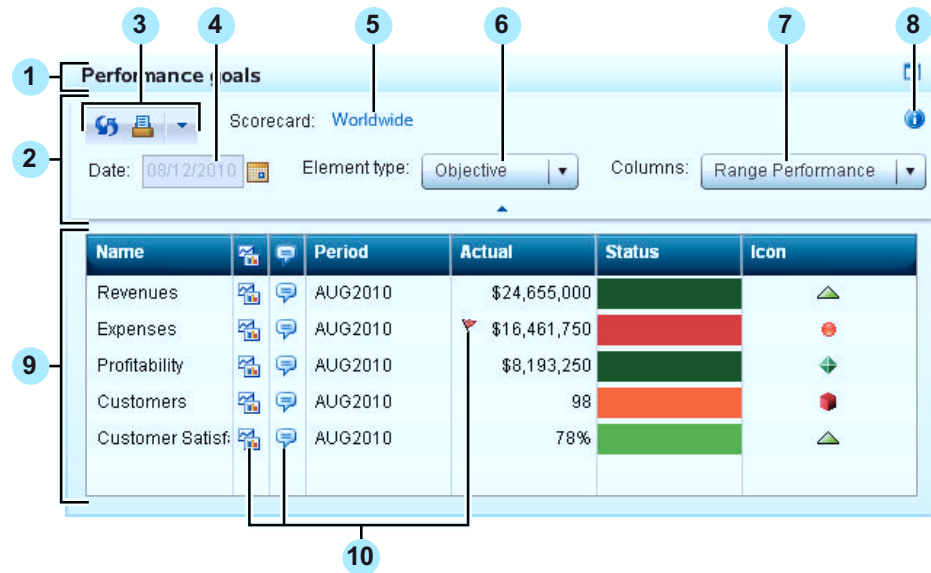 3 4 5 6 7 8
1 Performance goals
Scorecard: Worldwide
2 Date: 08/12/2010 Element type: Objective Columns: Range Performance
Name Period Actual Status Icon
Revenues AUG2010 $24,655,000
Expenses AUG2010 $16,461,750
9 Profitability AUG2010 $8,193,250
Customers AUG2010 98
Customer Satisf: AUG2010 78%
10